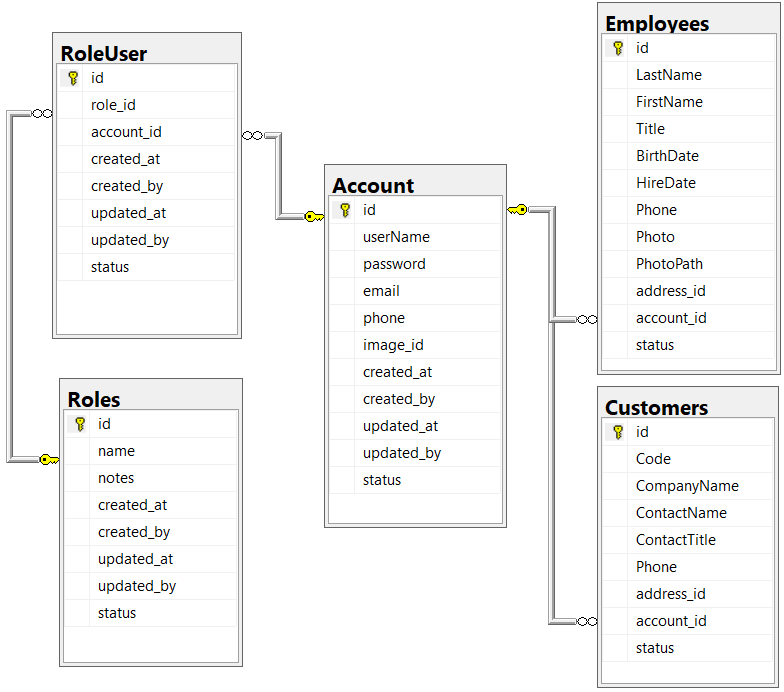 RoleUser
id
role_id
account_id
created_at
created_by
updated_at
updated_by
status
Roles
id
name
notes
created_at
created_by
updated_at
updated_by
status
Account
id
userName
password
email
phone
image_id
created_at
created_by
updated_at
updated_by
status
Employees
id
LastName
FirstName
Title
BirthDate
HireDate
Phone
Photo
PhotoPath
address_id
account_id
status
Customers
id
Code
CompanyName
ContactName
ContactTitle
Phone
address_id
account_id
status